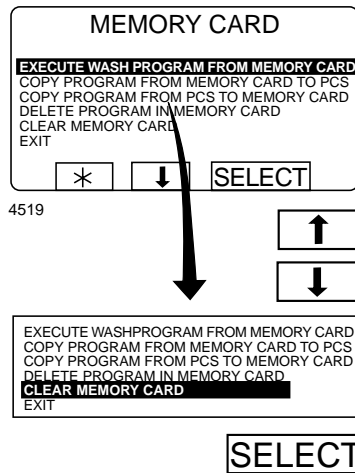 MEMORY CARD
EXECUTE WASH PROGRAM FROM MEMORY CARD
COPY PROGRAM FROM MEMORY CARD TO PCS
COPY PROGRAM FROM PCS TO MEMORY CARD
DELETE PROGRAM IN MEMORY CARD
CLEAR MEMORY CARD
EXIT
SELECT
4519
EXECUTE WASHPROGRAM FROM MEMORY CARD
COPY PROGRAM FROM MEMORY CARD TO PCS
COPY PROGRAM FROM PCS TO MEMORY CARD
DELETE PROGRAM IN MEMORY CARD
CLEAR MEMORY CARD
EXIT
SELECT